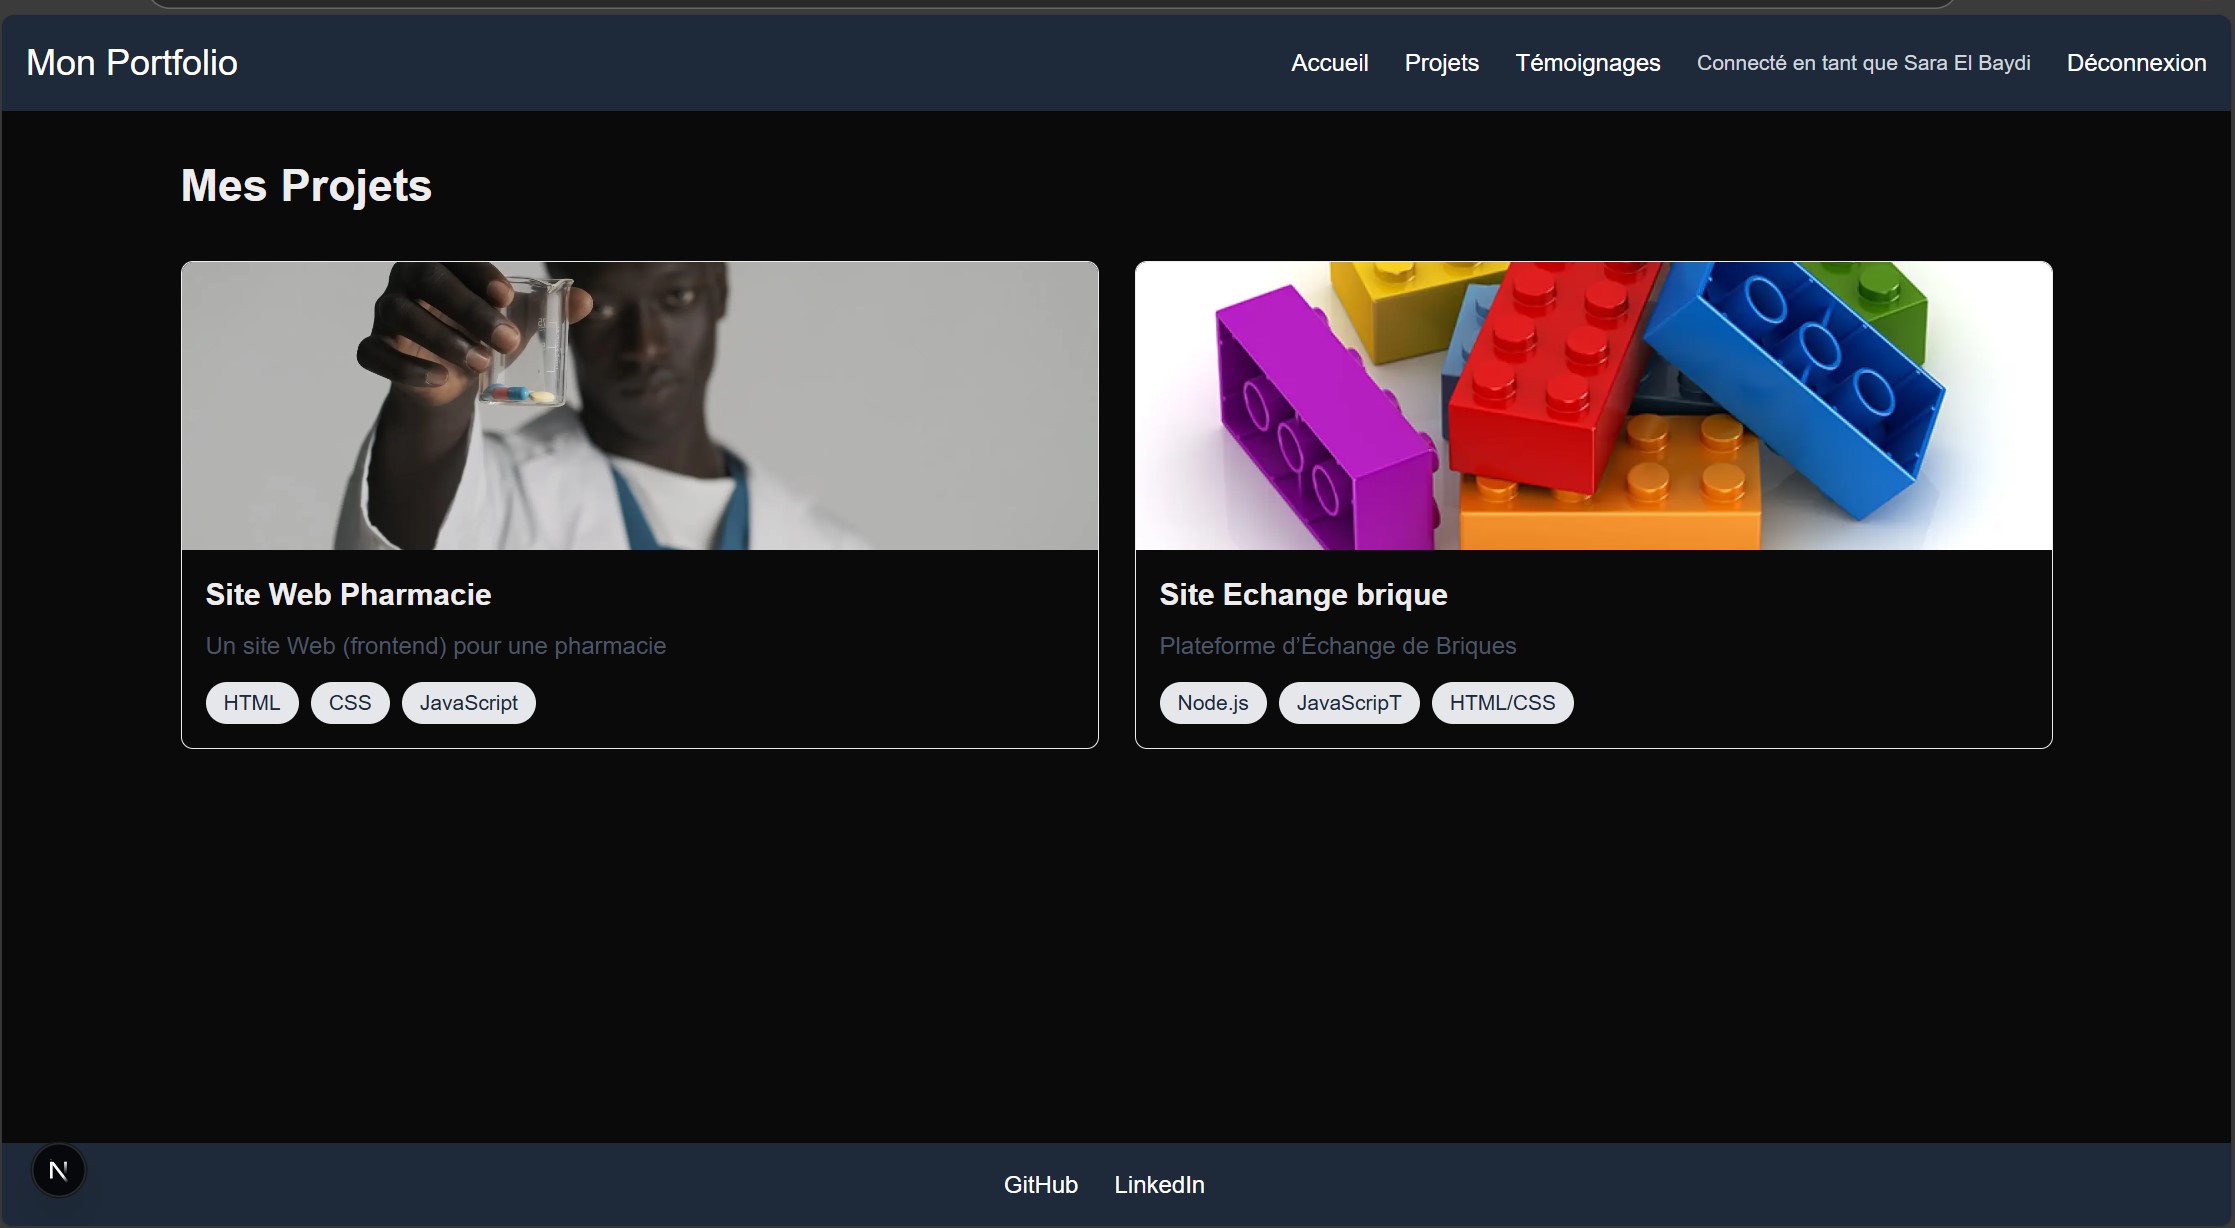 Mon Portfolio
Accueil Projets Témoignages Connecté en tant que Sara El Baydi Déconnexion
Mes Projets
Site Web Pharmacie
Un site Web (frontend) pour une pharmacie
HTML CSS JavaScript
Site Echange brique
Plateforme d’Échange de Briques
Node.js JavaScripT HTML/CSS
N
GitHub LinkedIn